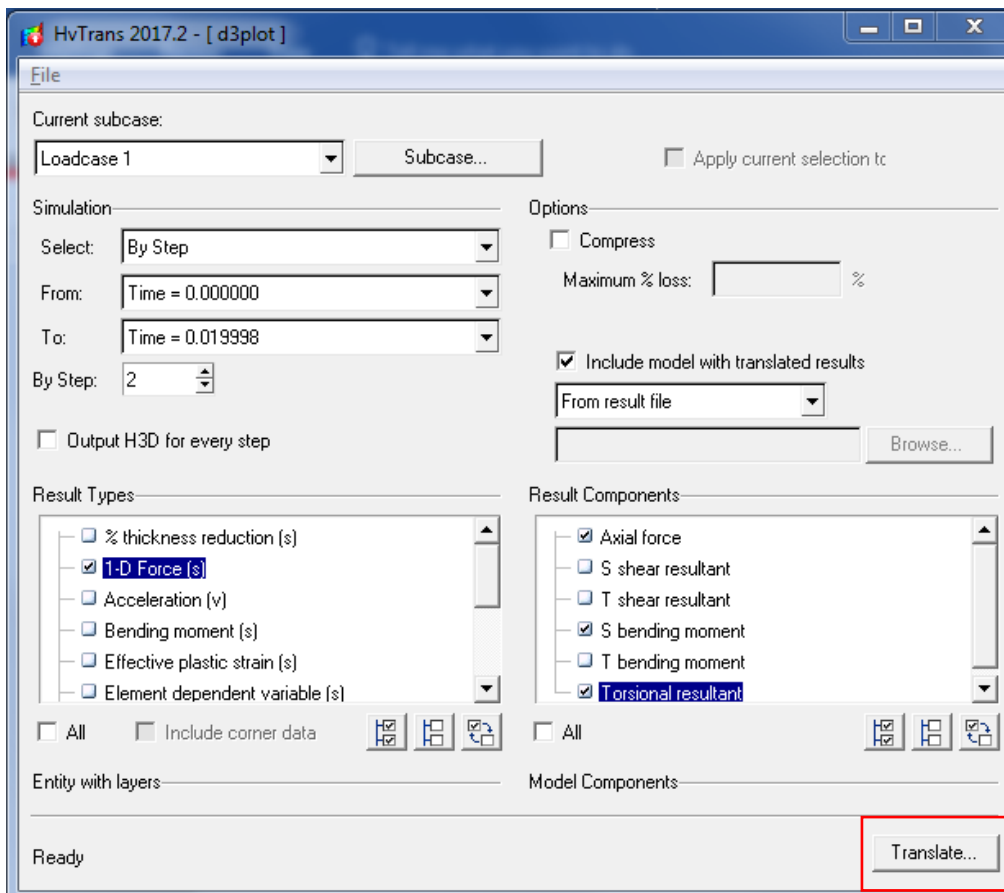 HvTrans 2017.2 - [ d3plot ]
File
Current subcase:
Loadcase 1
Subcase...
Apply current selection to
Simulation
Select:
By Step
From:
Time = 0.000000
To:
Time = 0.019998
By Step:
2
Output H3D for every step
Options
Compress
Maximum % loss:
%
Include model with translated results
From result file
Browse...
Result Types
% thickness reduction (s)
1-D Force (s)
Acceleration (v)
Bending moment (s)
Effective plastic strain (s)
Element dependent variable (s)
All
Include corner data
Result Components
Axial force
S shear resultant
T shear resultant
S bending moment
T bending moment
Torsional resultant
All
Entity with layers
Model Components
Ready
Translate...